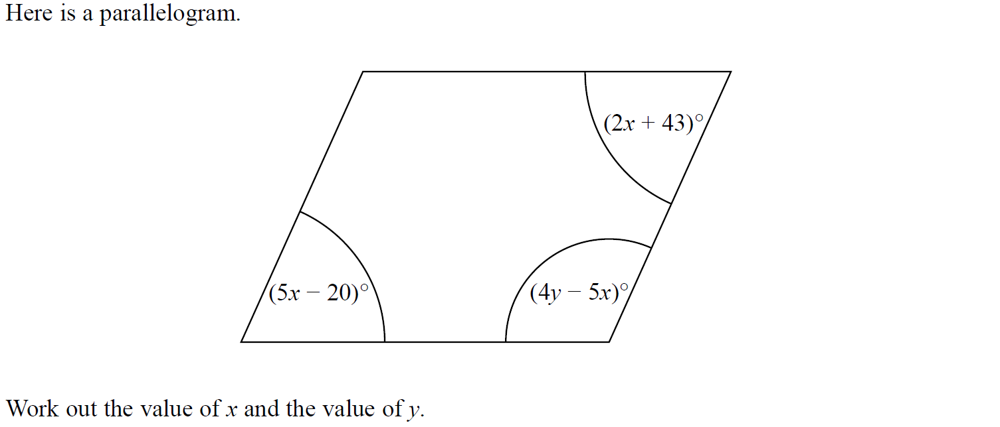 Here is a parallelogram.
(2x + 43)°
(5x − 20)°
(4y − 5x)°
Work out the value of x and the value of y.